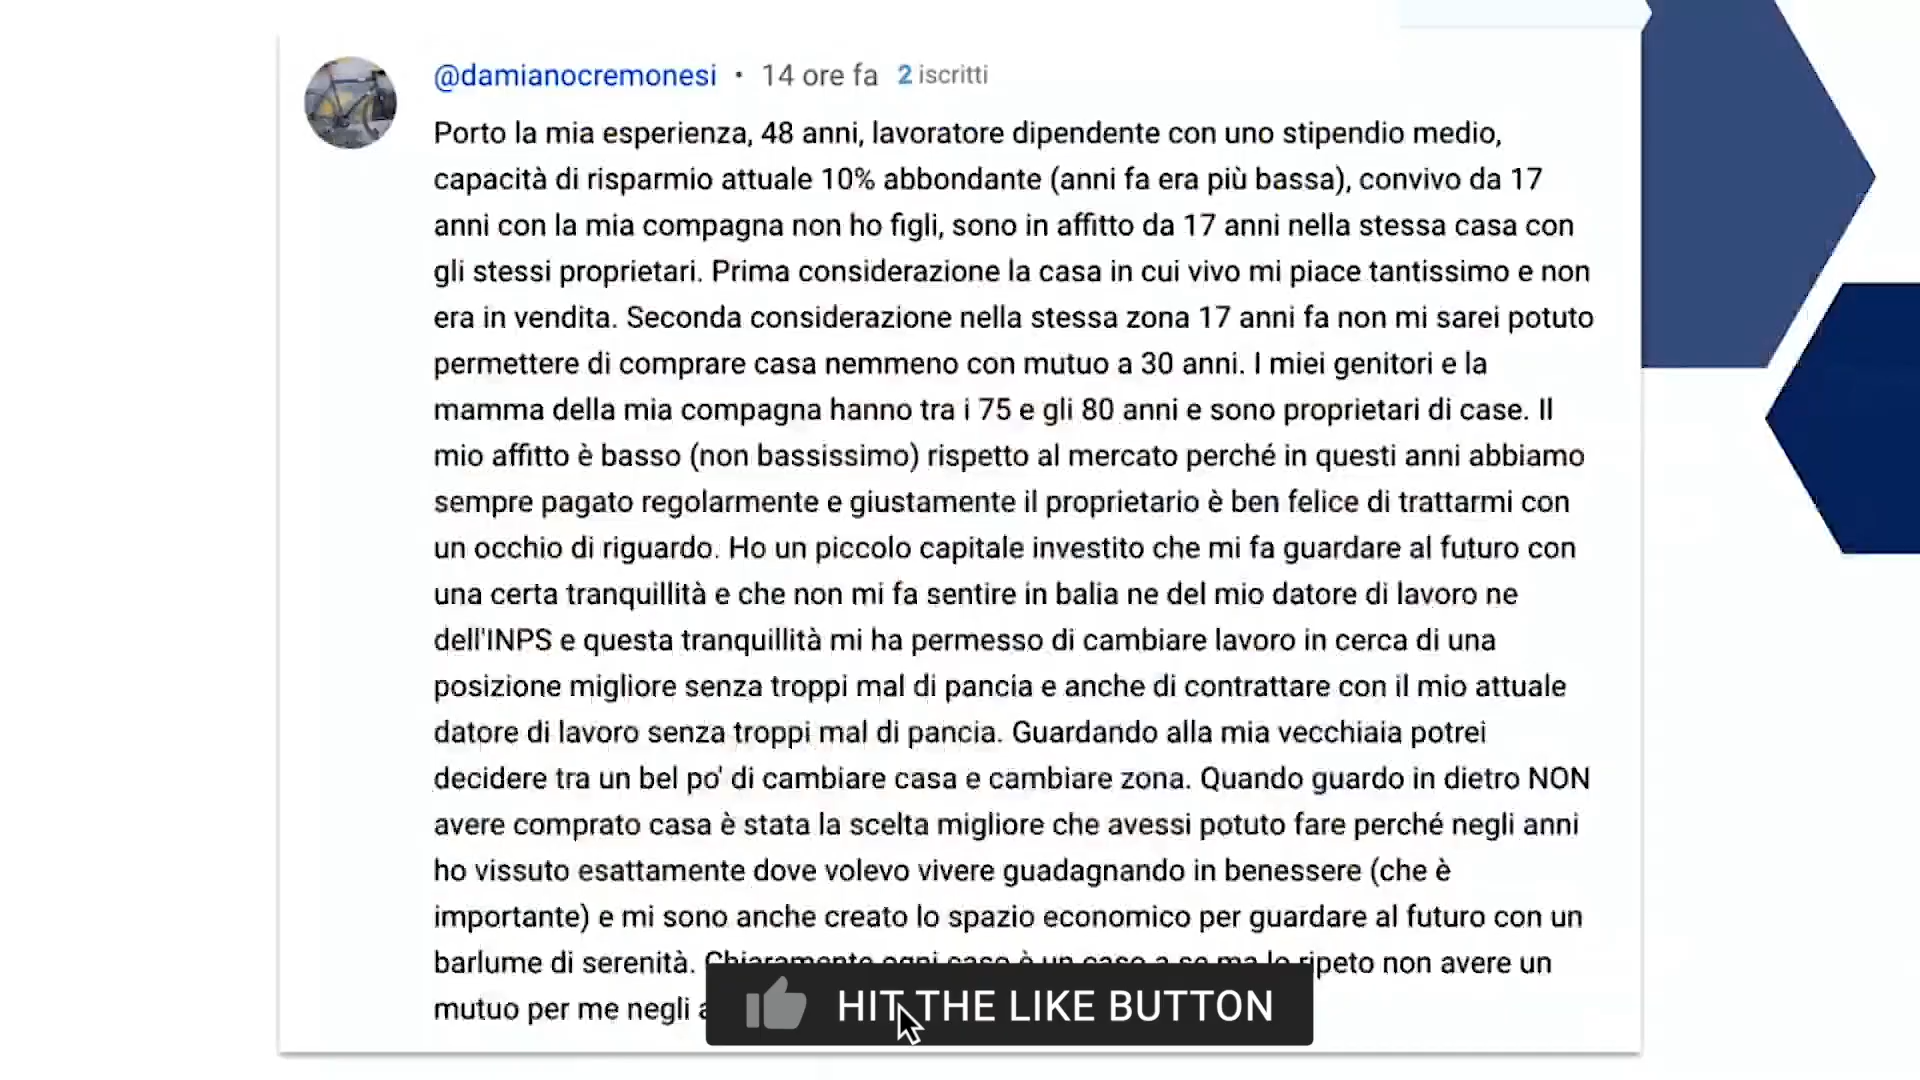 @damianocremonesi • 14 ore fa 2 iscritti
Porto la mia esperienza, 48 anni, lavoratore dipendente con uno stipendio medio,
capacità di risparmio attuale 10% abbondante (anni fa era più bassa), convivo da 17
anni con la mia compagna non ho figli, sono in affitto da 17 anni nella stessa casa con
gli stessi proprietari. Prima considerazione la casa in cui vivo mi piace tantissimo e non
era in vendita. Seconda considerazione nella stessa zona 17 anni fa non mi sarei potuto
permettere di comprare casa nemmeno con mutuo a 30 anni. I miei genitori e la
mamma della mia compagna hanno tra i 75 e gli 80 anni e sono proprietari di case. Il
mio affitto è basso (non bassissimo) rispetto al mercato perché in questi anni abbiamo
sempre pagato regolarmente e giustamente il proprietario è ben felice di trattarmi con
un occhio di riguardo. Ho un piccolo capitale investito che mi fa guardare al futuro con
una certa tranquillità e che non mi fa sentire in balia ne del mio datore di lavoro ne
dell'INPS e questa tranquillità mi ha permesso di cambiare lavoro in cerca di una
posizione migliore senza troppi mal di pancia e anche di contrattare con il mio attuale
datore di lavoro senza troppi mal di pancia. Guardando alla mia vecchiaia potrei
decidere tra un bel po' di cambiare casa e cambiare zona. Quando guardo in dietro NON
avere comprato casa è stata la scelta migliore che avessi potuto fare perché negli anni
ho vissuto esattamente dove volevo vivere guadagnando in benessere (che è
importante) e mi sono anche creato lo spazio economico per guardare al futuro con un
barlume di serenità. Chiaramente ogni caso è un caso a se ma lo ripeto non avere un
mutuo per me negli
HIT THE LIKE BUTTON